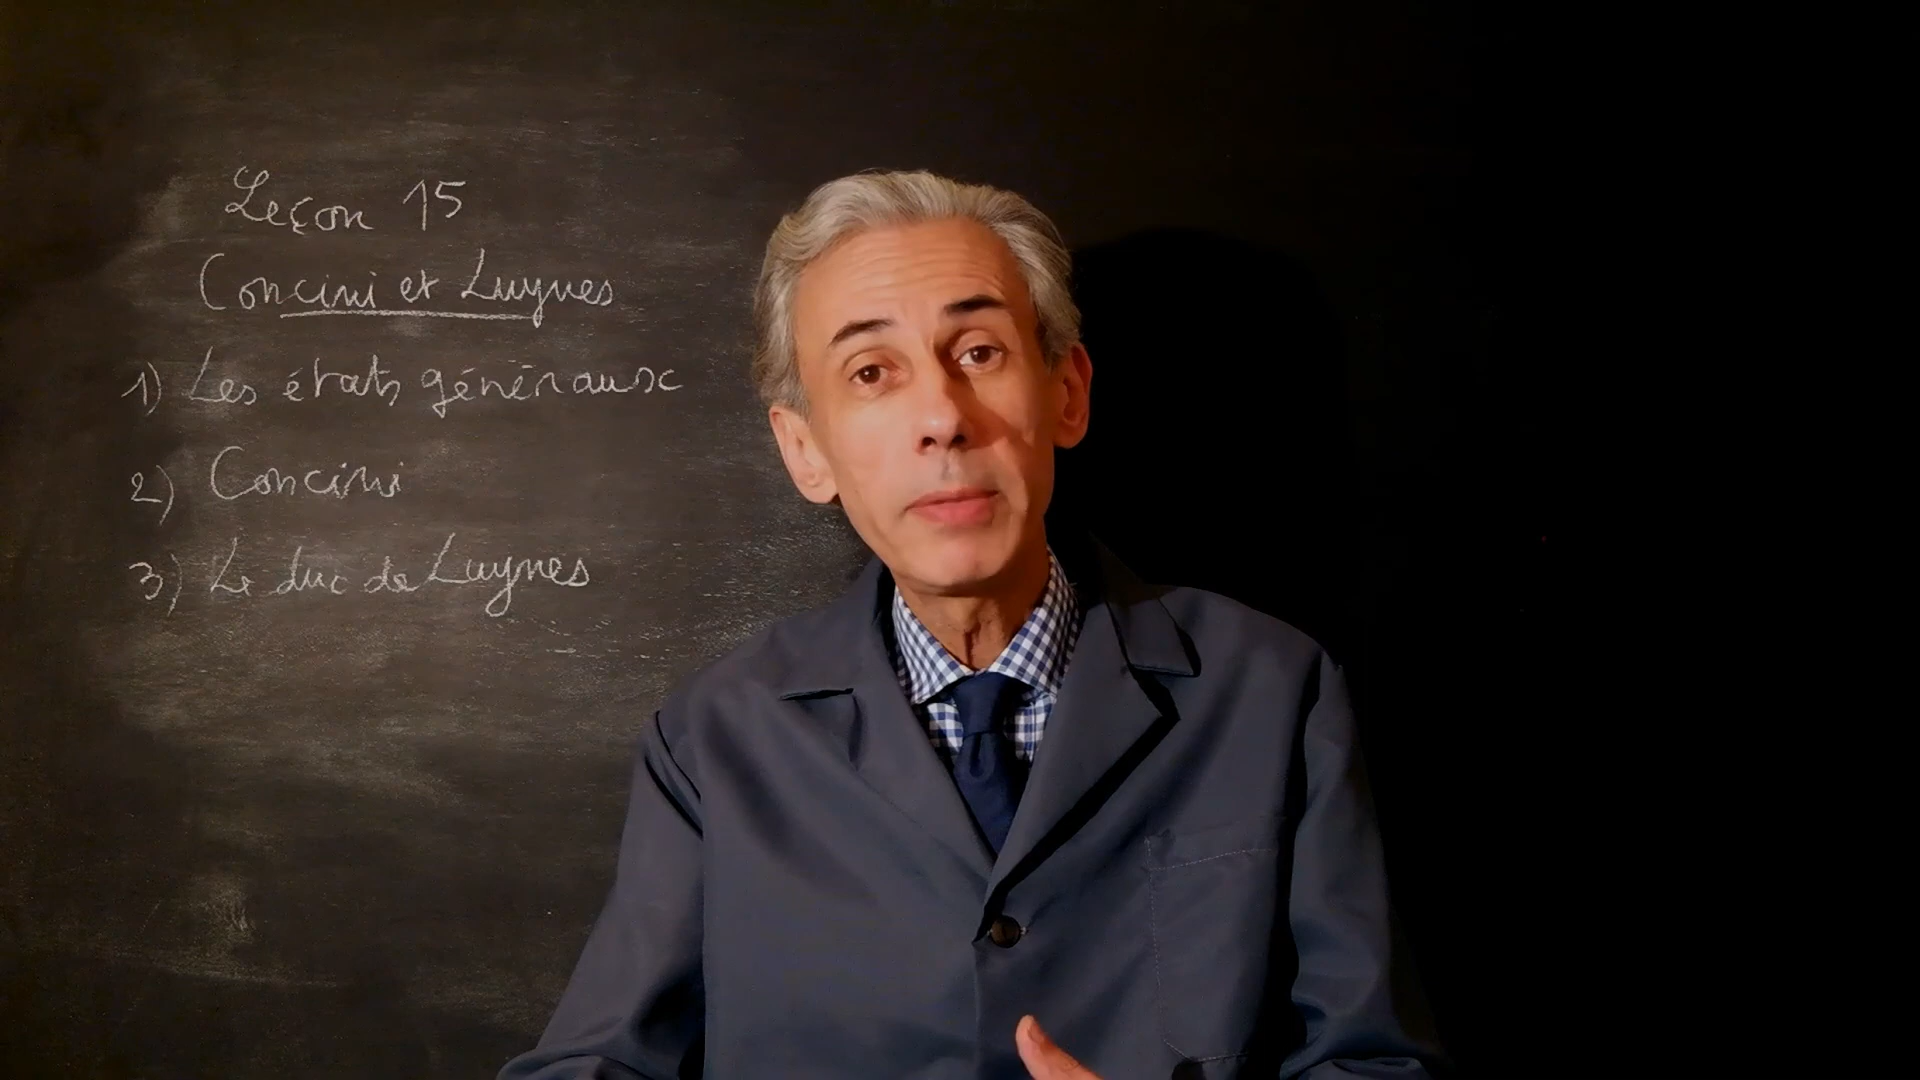 Leçon 15
Concini et Luynes
1) Les états généraux
2) Concini
3) Le duc de Luynes